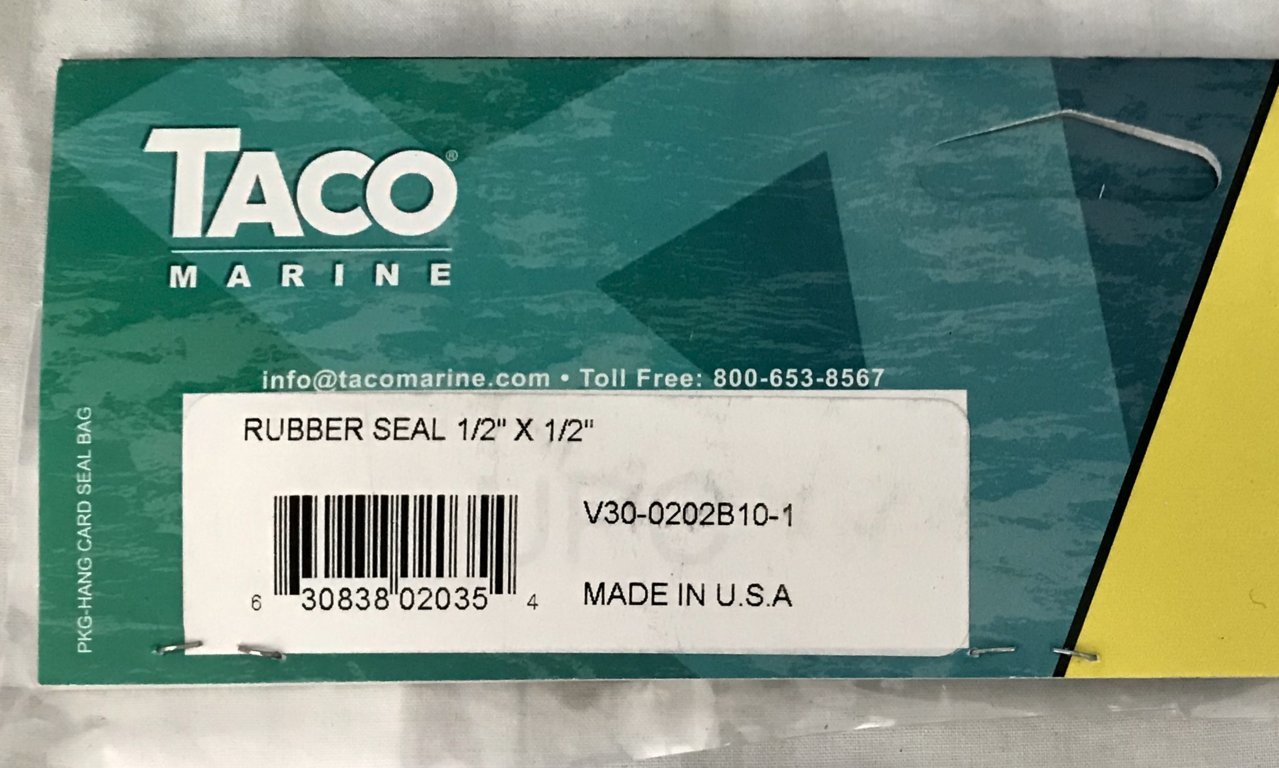 TACO®
MARINE
info@tacomarine.com • Toll Free: 800-653-8567
RUBBER SEAL 1/2" X 1/2"
V30-0202B10-1
6 30838 02035 4
MADE IN U.S.A
PKG-HANG CARD SEAL BAG